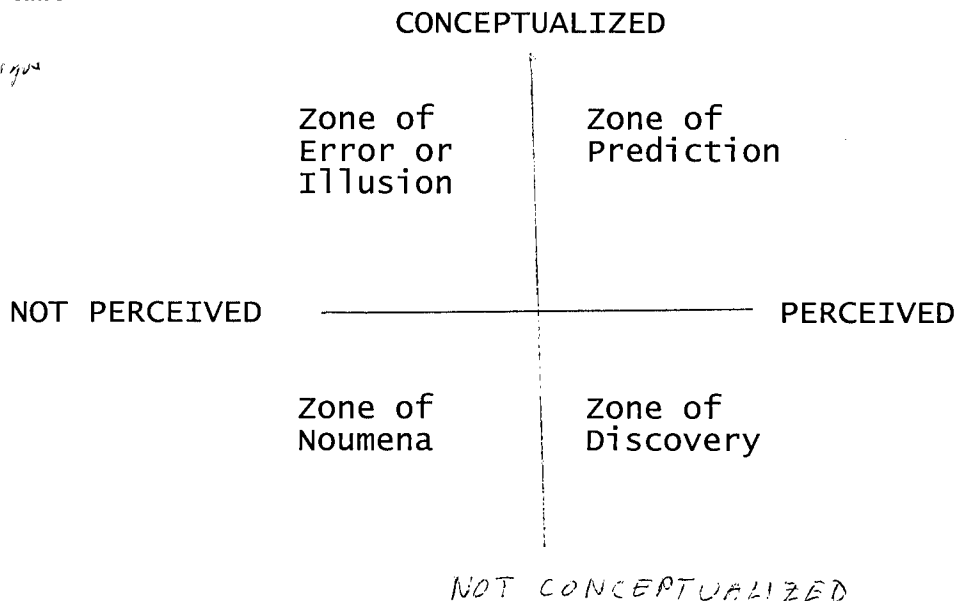 CONCEPTUALIZED
Zone of
Error or
Illusion
Zone of
Prediction
NOT PERCEIVED
PERCEIVED
Zone of
Noumena
Zone of
Discovery
NOT CONCEPTUALIZED